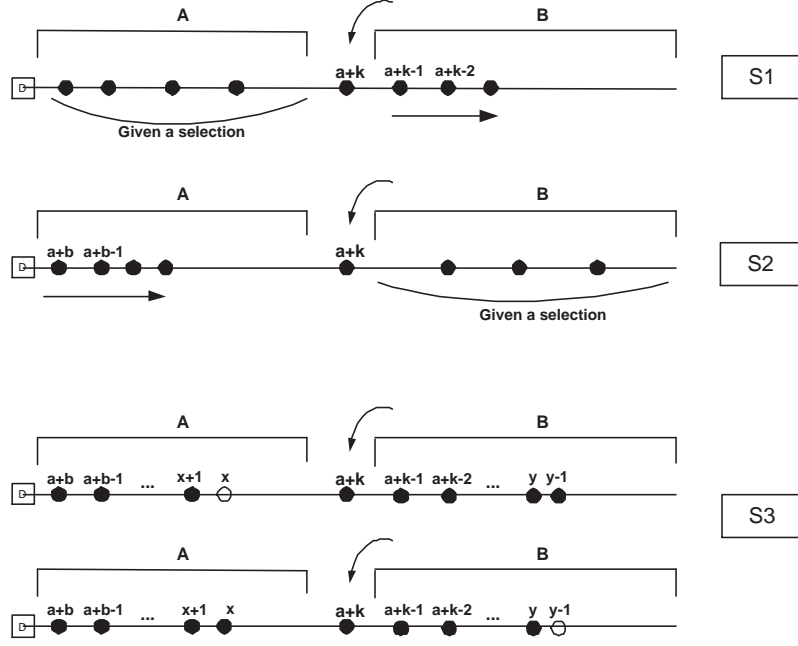 A B
a+k a+k-1 a+k-2 S1
D
Given a selection
A B
a+b a+b-1 a+k S2
D
Given a selection
A B
a+b a+b-1 ... x+1 x a+k a+k-1 a+k-2 ... y y-1
D S3
A B
a+b a+b-1 ... x+1 x a+k a+k-1 a+k-2 ... y y-1
D